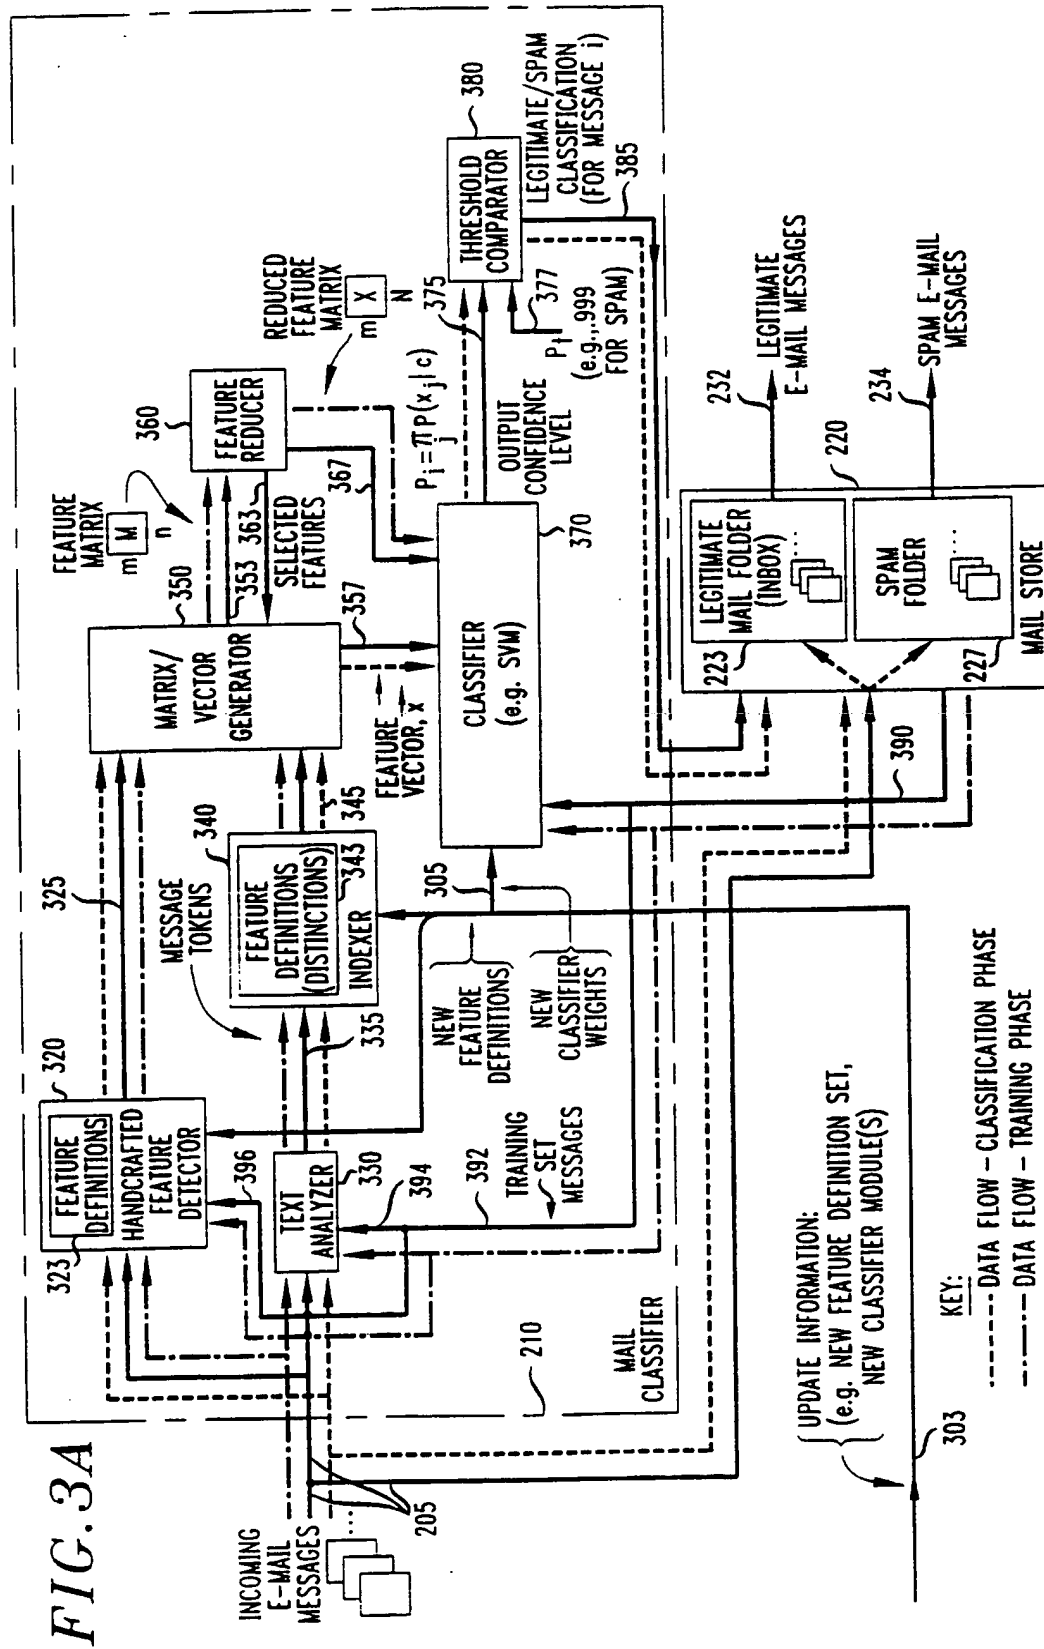 FIG. 3A
INCOMING
E-MAIL
MESSAGES
...
205
210
MAIL
CLASSIFIER
320
FEATURE
DEFINITIONS
HANDCRAFTED
FEATURE
DETECTOR
323
396
325
TEXT
ANALYZER
330
394
392
TRAINING
SET
MESSAGES
335
MESSAGE
TOKENS
340
FEATURE
DEFINITIONS
(DISTINCTIONS)
343
INDEXER
345
NEW
FEATURE
DEFINITIONS
NEW
CLASSIFIER
WEIGHTS
305
MATRIX/
VECTOR
GENERATOR
350
353
357
FEATURE
VECTOR, x
FEATURE
MATRIX
m M
n
FEATURE
REDUCER
360
363
SELECTED
FEATURES
367
REDUCED
FEATURE
MATRIX
m X
N
CLASSIFIER
(e.g. SVM)
370
Pi = π P(xj | c)
j
OUTPUT
CONFIDENCE
LEVEL
375
377
Pt
(e.g., .999
FOR SPAM)
THRESHOLD
COMPARATOR
380
LEGITIMATE/SPAM
CLASSIFICATION
(FOR MESSAGE i)
385
390
LEGITIMATE
MAIL FOLDER
(INBOX)
...
223
SPAM
FOLDER
...
227
MAIL STORE
220
232
LEGITIMATE
E-MAIL MESSAGES
234
SPAM E-MAIL
MESSAGES
UPDATE INFORMATION:
(e.g. NEW FEATURE DEFINITION SET,
NEW CLASSIFIER MODULE(S)
303
KEY:
DATA FLOW - CLASSIFICATION PHASE
DATA FLOW - TRAINING PHASE